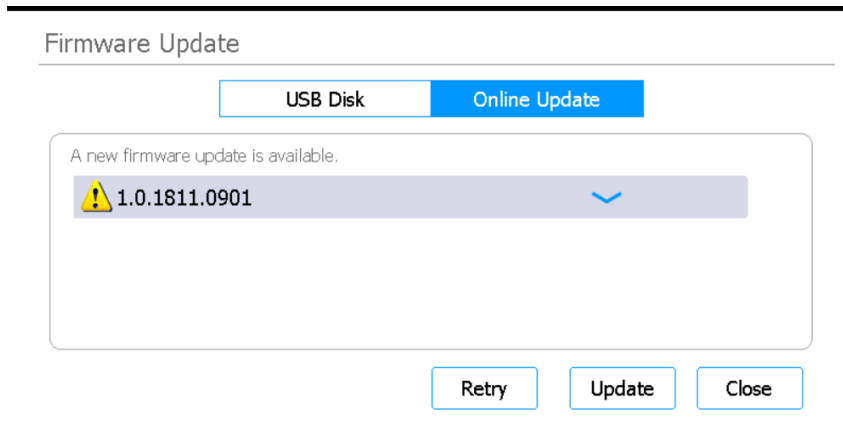 Firmware Update
USB Disk Online Update
A new firmware update is available.
1.0.1811.0901
Retry Update Close